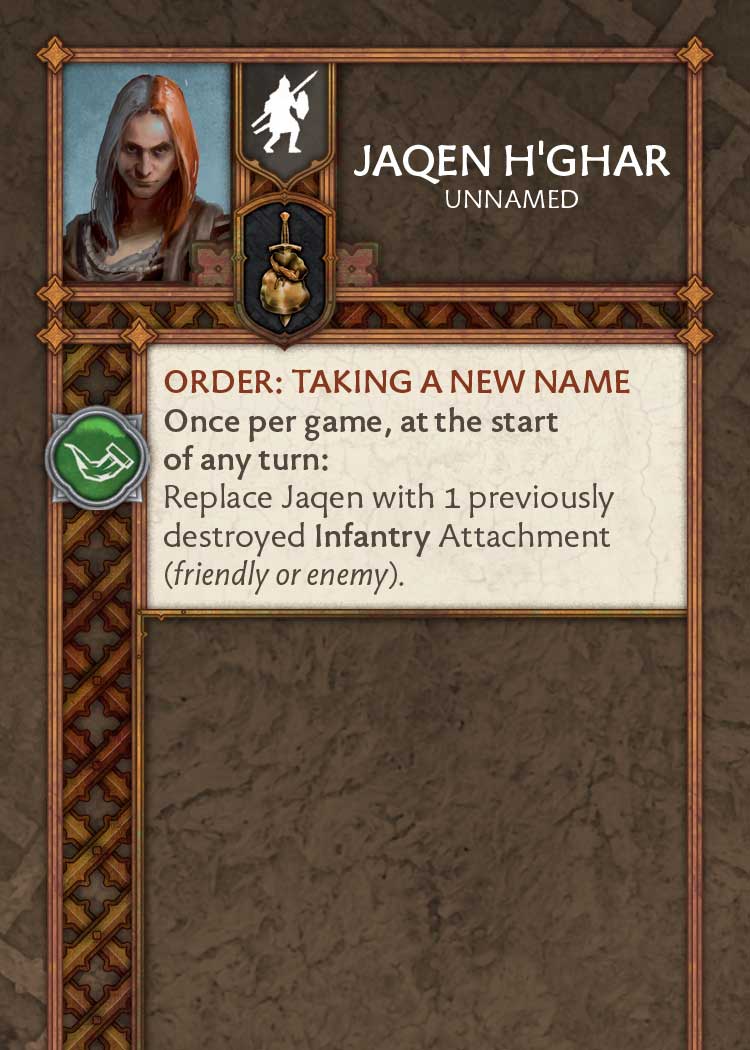 JAQEN H'GHAR
UNNAMED
ORDER: TAKING A NEW NAME
Once per game, at the start
of any turn:
Replace Jaqen with 1 previously
destroyed Infantry Attachment
(friendly or enemy).